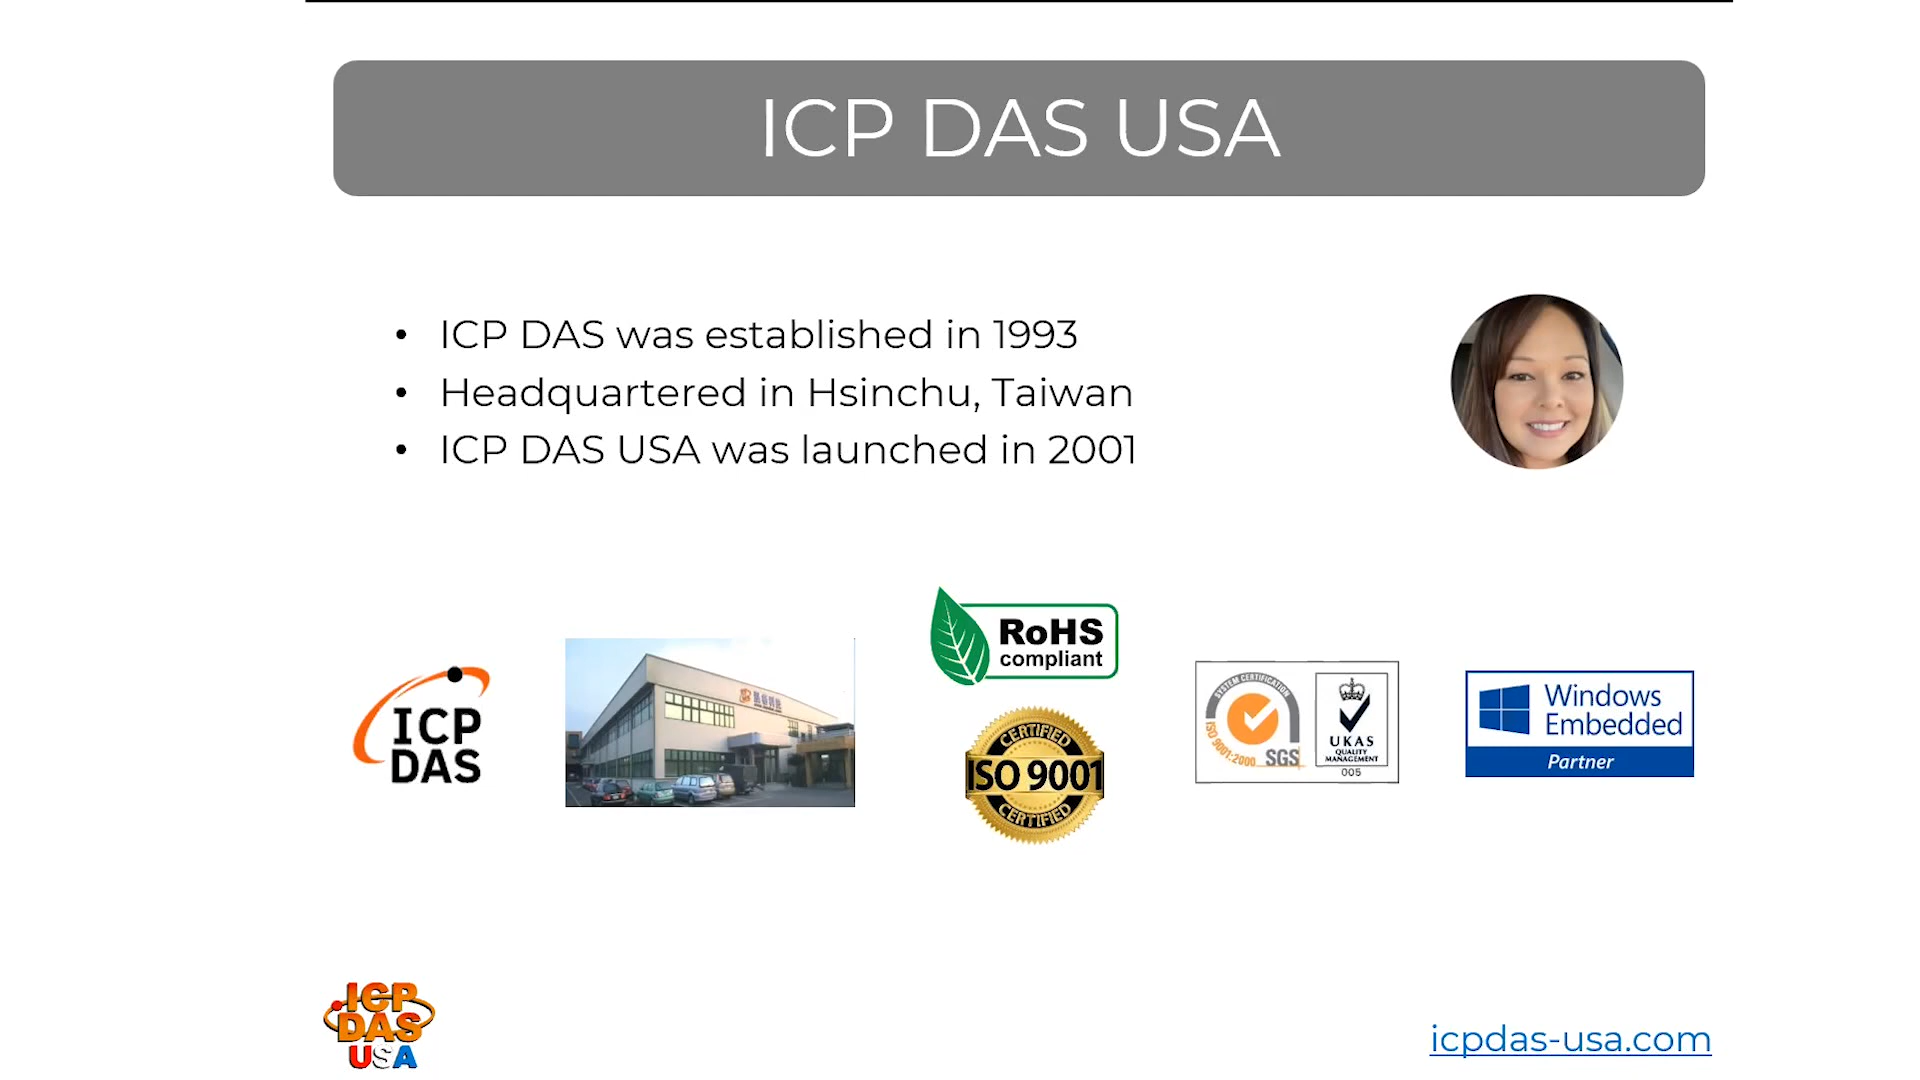 ICP DAS USA
• ICP DAS was established in 1993
• Headquartered in Hsinchu, Taiwan
• ICP DAS USA was launched in 2001
ICP
DAS
RoHS
compliant
CERTIFIED
ISO 9001
CERTIFIED
SYSTEM CERTIFICATION
ISO 9001:2000
SGS
UKAS
QUALITY
MANAGEMENT
005
Windows
Embedded
Partner
ICP
DAS
USA
icpdas-usa.com